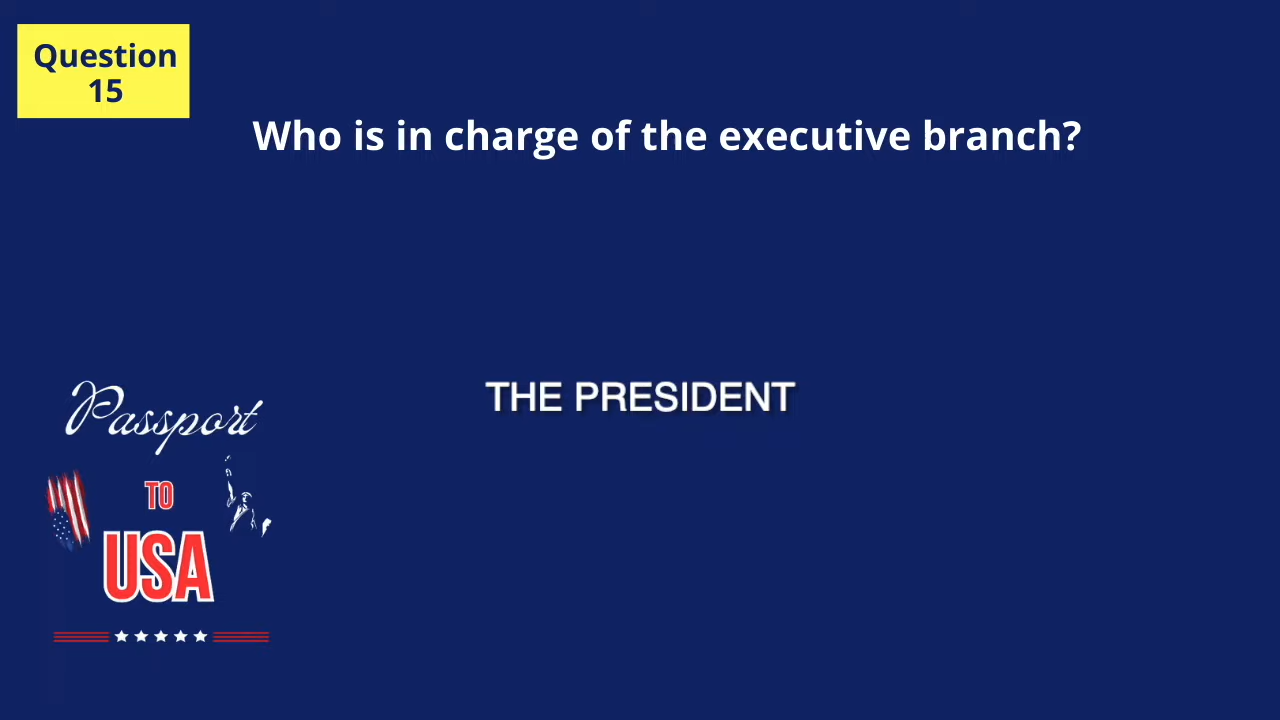 Question
15
Who is in charge of the executive branch?
THE PRESIDENT
Passport
TO
USA